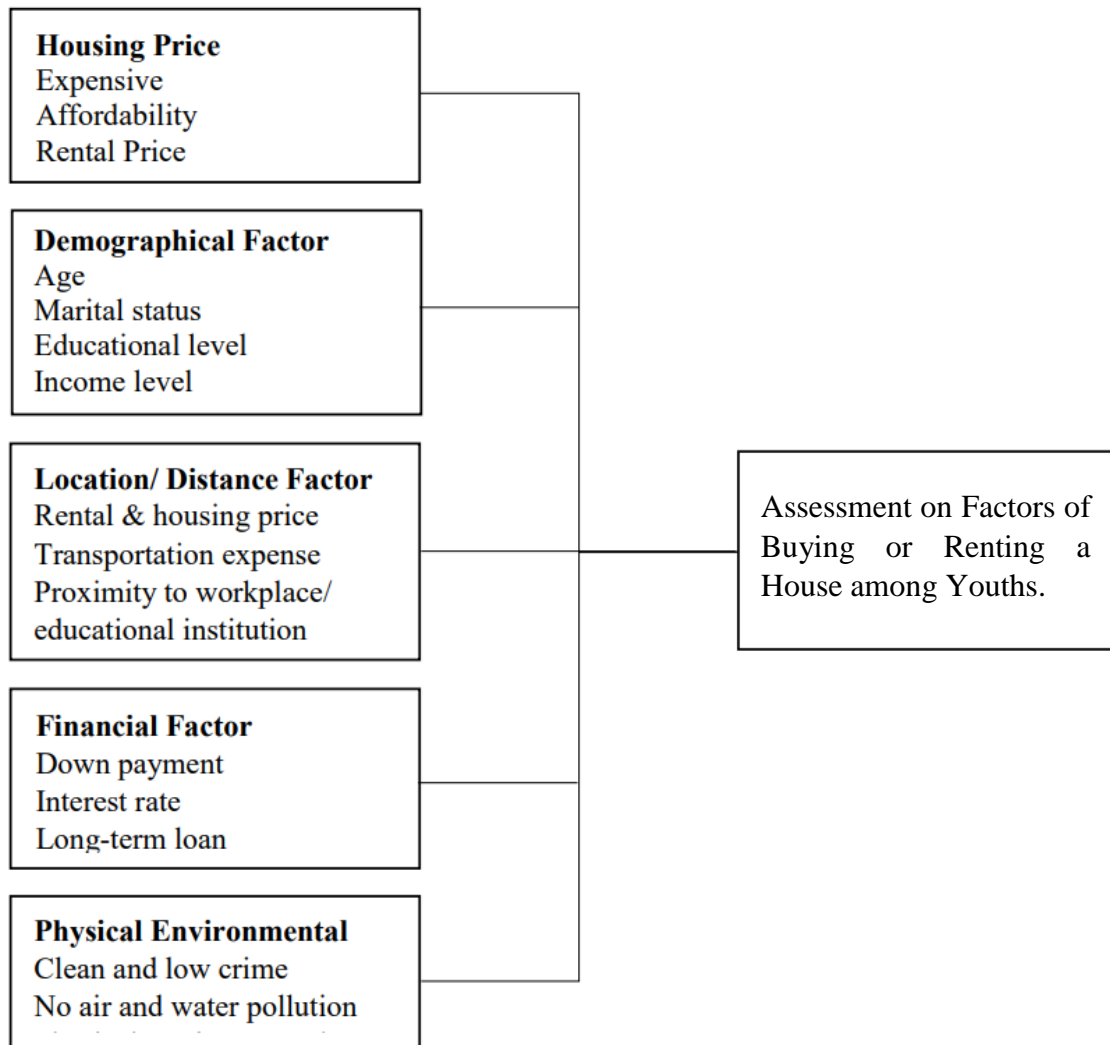 Housing Price
Expensive
Affordability
Rental Price
Demographical Factor
Age
Marital status
Educational level
Income level
Location/ Distance Factor
Rental & housing price
Transportation expense
Proximity to workplace/
educational institution
Financial Factor
Down payment
Interest rate
Long-term loan
Physical Environmental
Clean and low crime
No air and water pollution
Assessment on Factors of
Buying or Renting a
House among Youths.